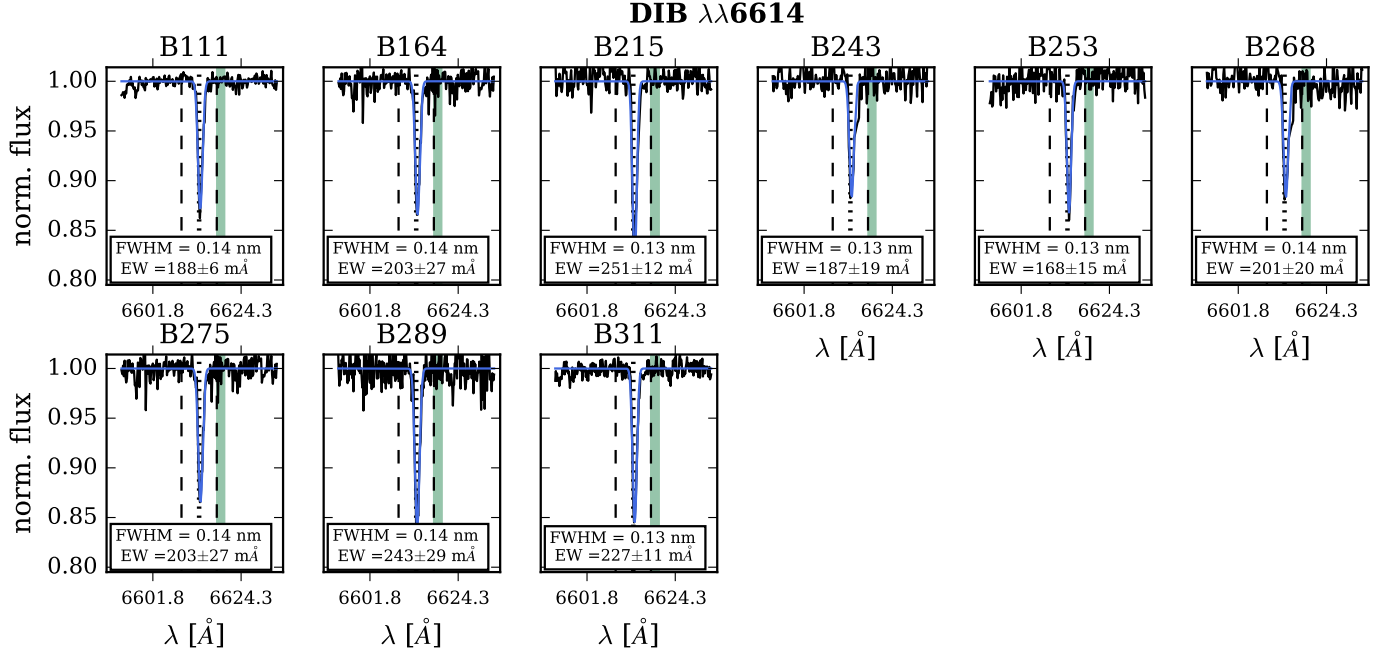 DIB λλ6614
B111 B164 B215 B243 B253 B268
norm. flux
1.00
0.95
0.90
0.85
0.80
FWHM = 0.14 nm
EW =188±6 mÅ
FWHM = 0.14 nm
EW =203±27 mÅ
FWHM = 0.13 nm
EW =251±12 mÅ
FWHM = 0.13 nm
EW =187±19 mÅ
FWHM = 0.13 nm
EW =168±15 mÅ
FWHM = 0.14 nm
EW =201±20 mÅ
6601.8 6624.3 6601.8 6624.3 6601.8 6624.3 6601.8 6624.3 6601.8 6624.3 6601.8 6624.3
λ [Å] λ [Å] λ [Å]
B275 B289 B311
norm. flux
1.00
0.95
0.90
0.85
0.80
FWHM = 0.14 nm
EW =203±27 mÅ
FWHM = 0.14 nm
EW =243±29 mÅ
FWHM = 0.13 nm
EW =227±11 mÅ
6601.8 6624.3 6601.8 6624.3 6601.8 6624.3
λ [Å] λ [Å] λ [Å]